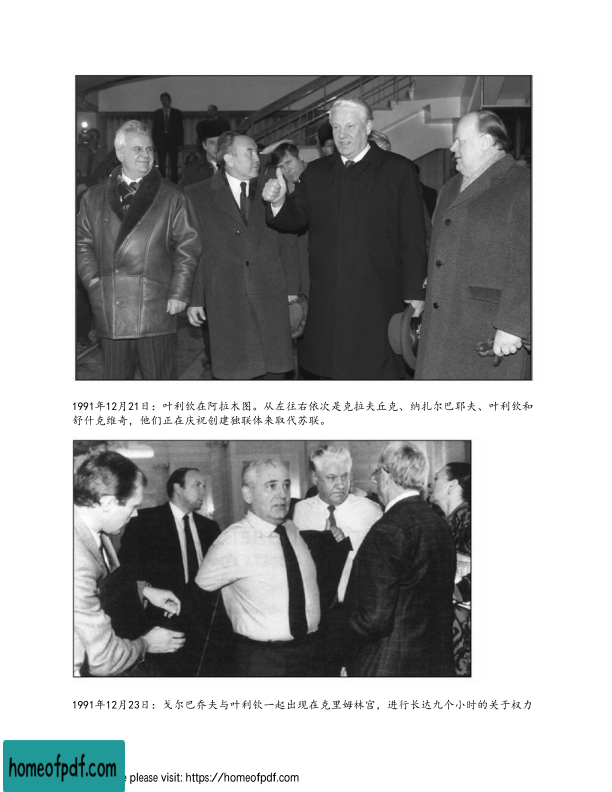 1991年12月21日：叶利钦在阿拉木图。从左往右依次是克拉夫丘克、纳扎尔巴耶夫、叶利钦和
舒什克维奇，他们正在庆祝创建独联体来取代苏联。
1991年12月23日：戈尔巴乔夫与叶利钦一起出现在克里姆林宫，进行长达九个小时的关于权力
homeofpdf.com
please visit: https://homeofpdf.com